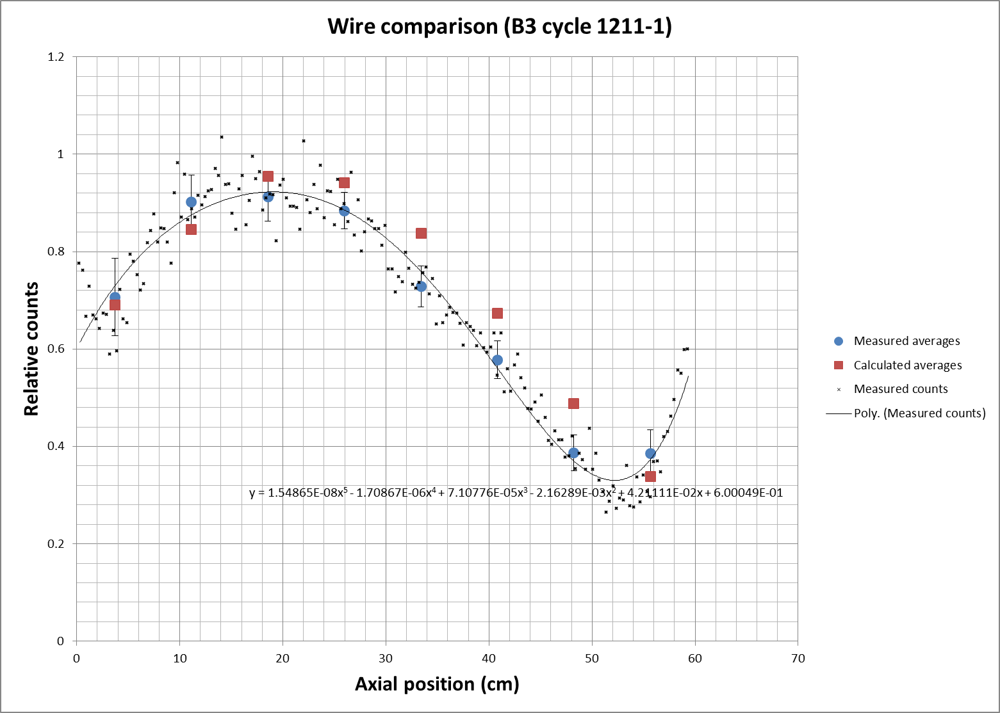 Wire comparison (B3 cycle 1211-1)
1.2
1
0.8
0.6
0.4
0.2
0
Relative counts
0 10 20 30 40 50 60 70
Axial position (cm)
y = 1.54865E-08x⁵ - 1.70867E-06x⁴ + 7.10776E-05x³ - 2.16289E-03x² + 4.21111E-02x + 6.00049E-01
Measured averages
Calculated averages
Measured counts
Poly. (Measured counts)